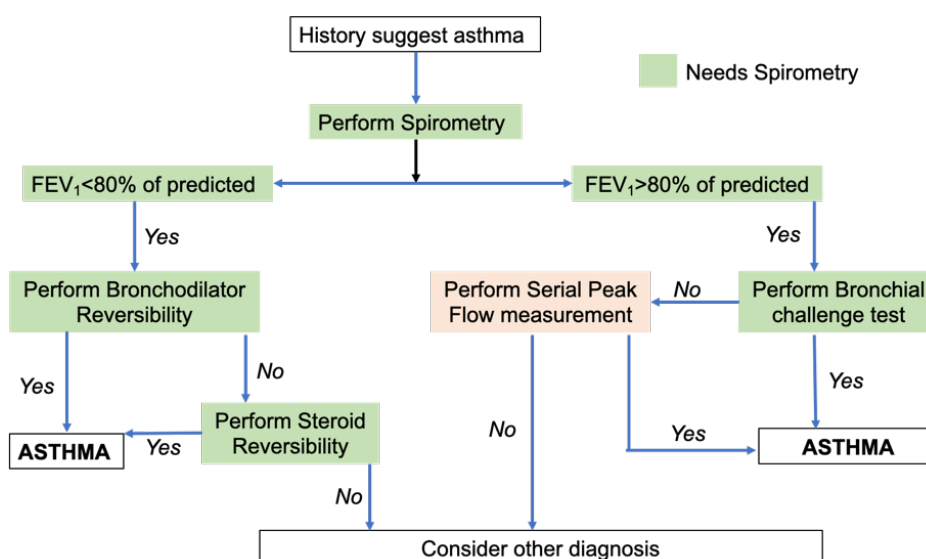 History suggest asthma
Needs Spirometry
Perform Spirometry
FEV₁<80% of predicted
FEV₁>80% of predicted
Yes
Yes
Perform Bronchodilator
Reversibility
Perform Serial Peak
Flow measurement
No
Perform Bronchial
challenge test
Yes
No
Yes
Perform Steroid
Reversibility
No
Yes
Yes
ASTHMA
ASTHMA
No
Consider other diagnosis